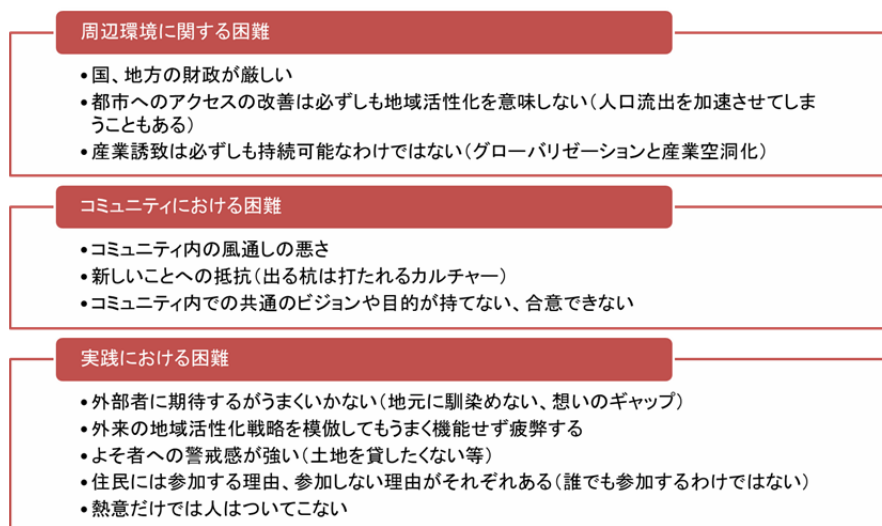 周辺環境に関する困難
•国、地方の財政が厳しい
•都市へのアクセスの改善は必ずしも地域活性化を意味しない（人口流出を加速させてしま
うこともある）
•産業誘致は必ずしも持続可能なわけではない（グローバリゼーションと産業空洞化）
コミュニティにおける困難
•コミュニティ内の風通しの悪さ
•新しいことへの抵抗（出る杭は打たれるカルチャー）
•コミュニティ内での共通のビジョンや目的が持てない、合意できない
実践における困難
•外部者に期待するがうまくいかない（地元に馴染めない、想いのギャップ）
•外来の地域活性化戦略を模倣してもうまく機能せず疲弊する
•よそ者への警戒感が強い（土地を貸したくない等）
•住民には参加する理由、参加しない理由がそれぞれある（誰でも参加するわけではない）
•熱意だけでは人はついてこない